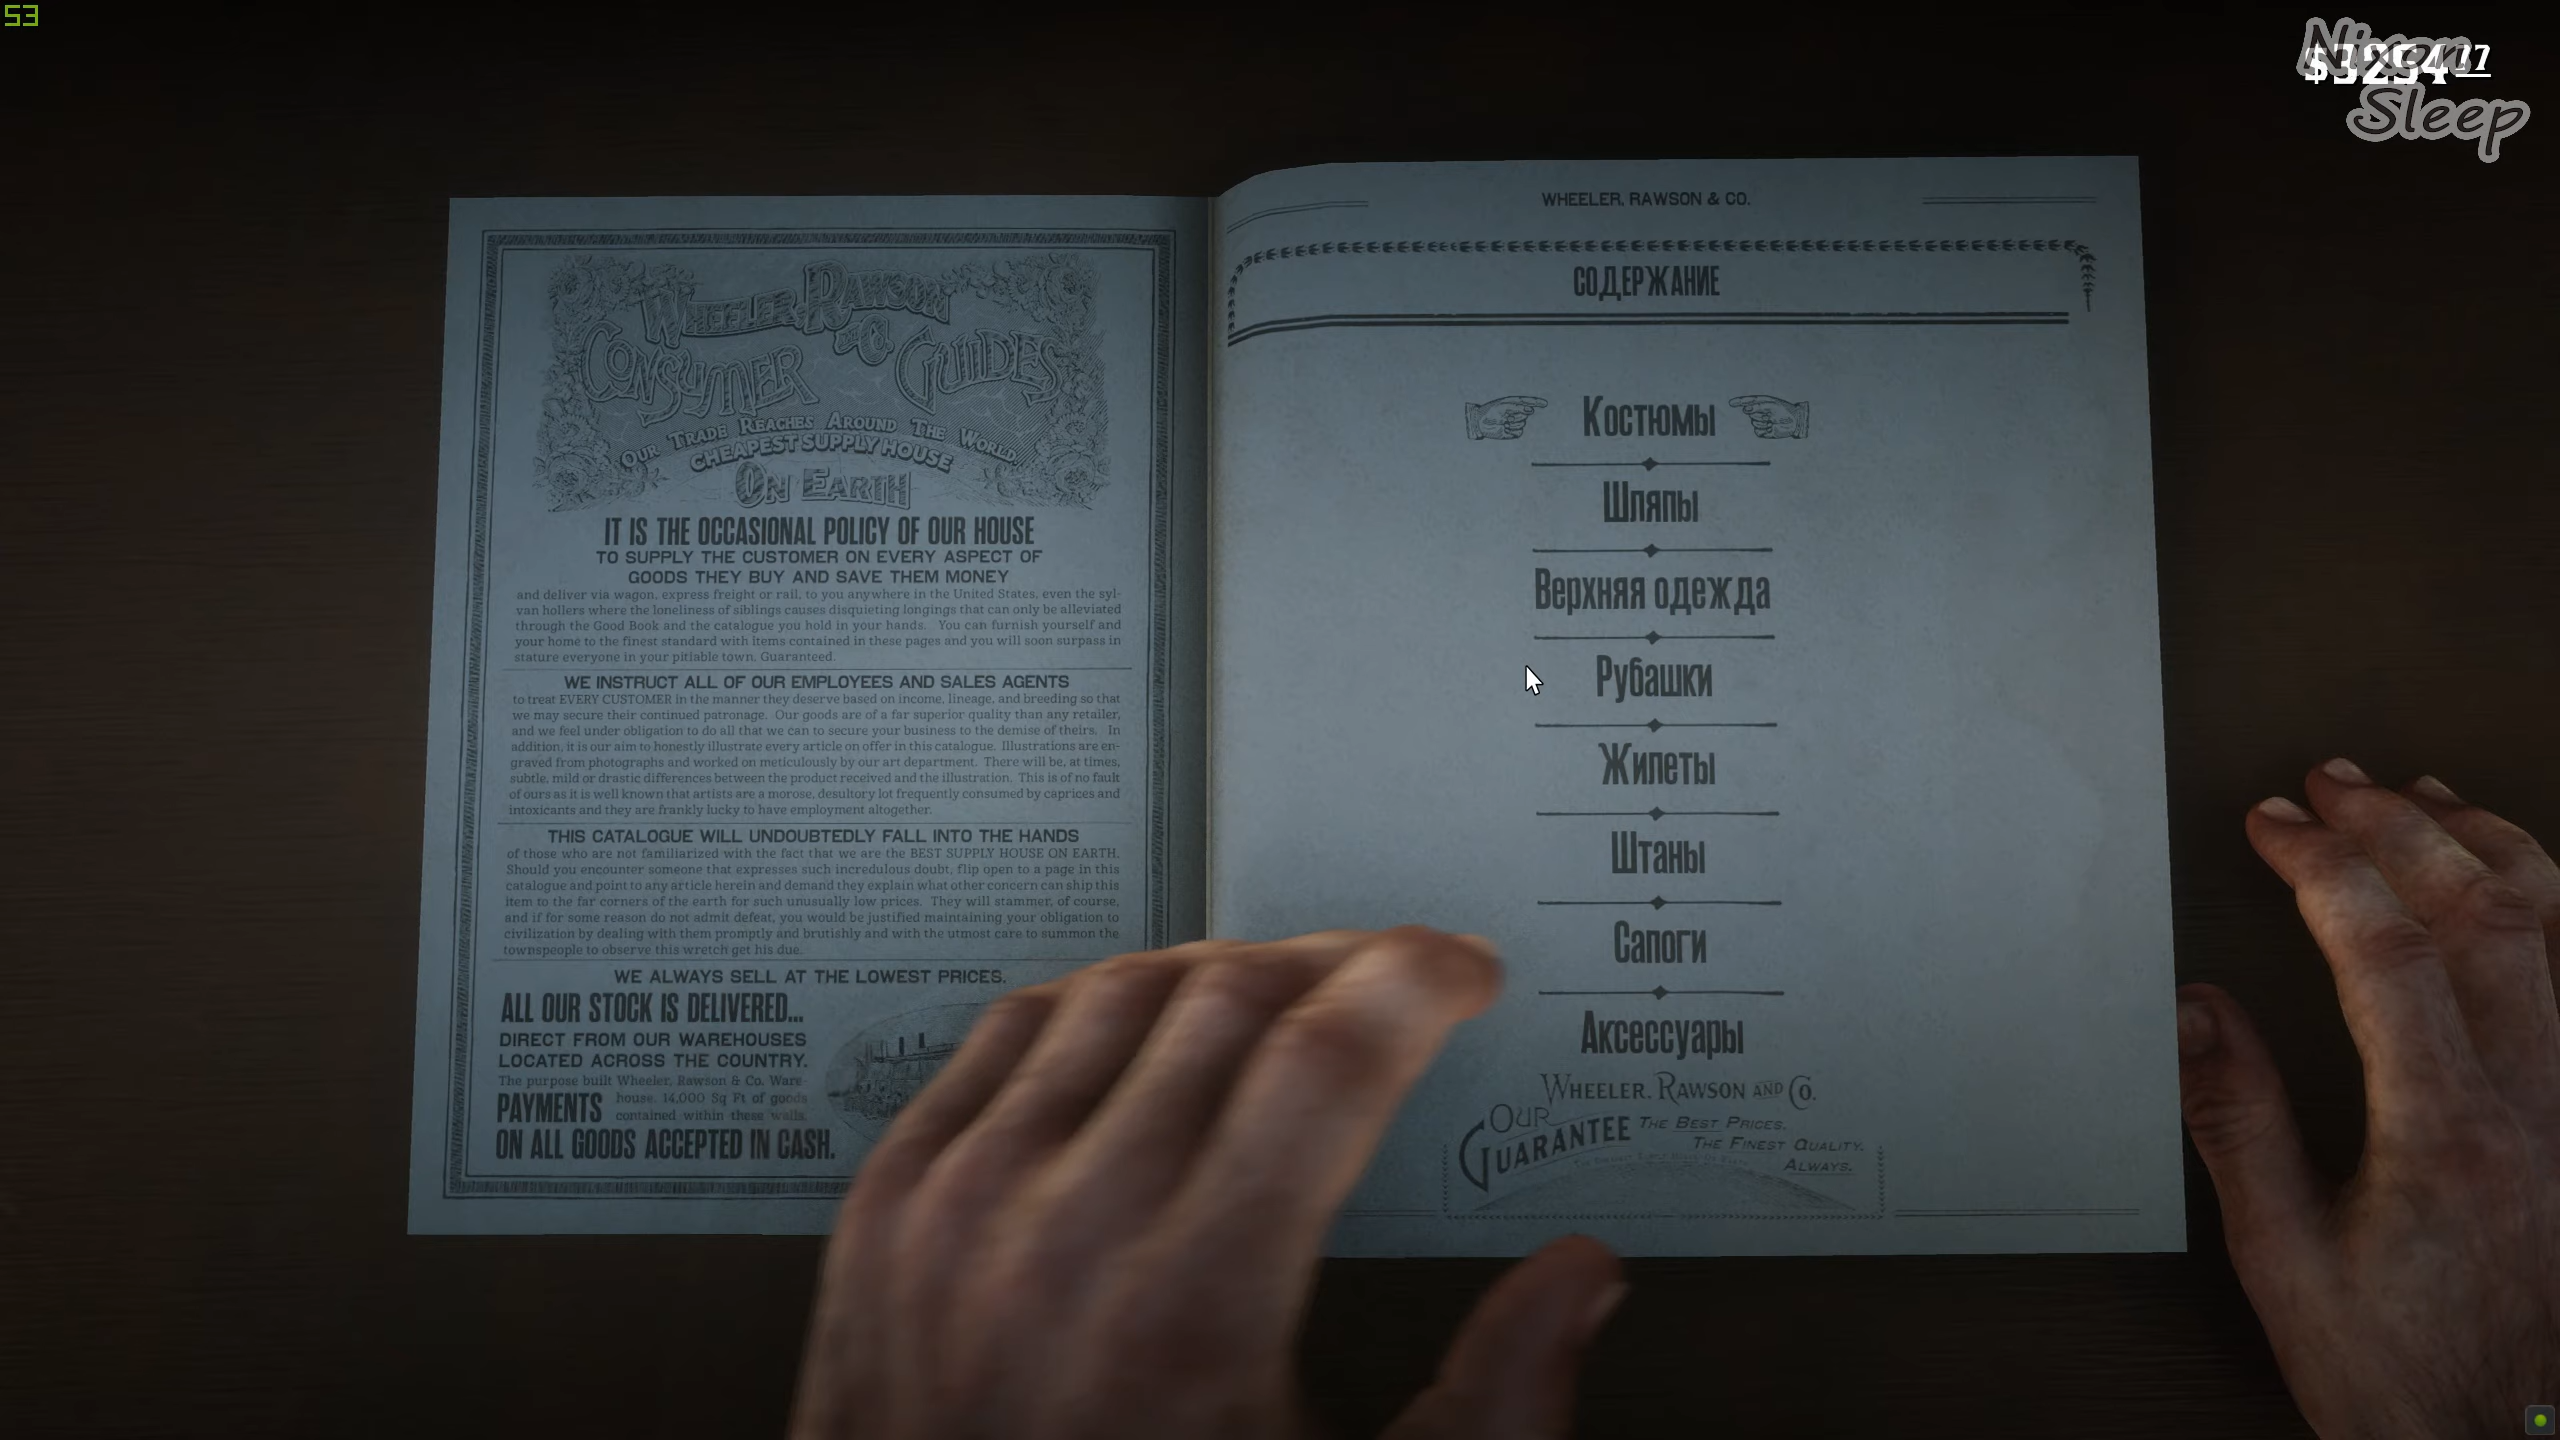 53
Nixon
Sleep
WHEELER, RAWSON
AND CO.
CONSUMER GUIDES
OUR TRADE REACHES AROUND THE WORLD.
CHEAPEST SUPPLY HOUSE
ON EARTH
IT IS THE OCCASIONAL POLICY OF OUR HOUSE
TO SUPPLY THE CUSTOMER ON EVERY ASPECT OF
GOODS THEY BUY AND SAVE THEM MONEY
and deliver via wagon, express freight or rail, to you anywhere in the United States, even the syl-
van hollers where the loneliness of siblings causes disquieting longings that can only be alleviated
through the Good Book and the catalogue you hold in your hands. You can furnish yourself and
your home to the finest standard with items contained in these pages and you will soon surpass in
stature everyone in your pitiable town. Guaranteed.
WE INSTRUCT ALL OF OUR EMPLOYEES AND SALES AGENTS
to treat EVERY CUSTOMER in the manner they deserve based on income, lineage, and breeding so that
we may secure their continued patronage. Our goods are of a far superior quality than any retailer,
and we feel under obligation to do all that we can to secure your business to the demise of theirs. In
addition, it is our aim to honestly illustrate every article on offer in this catalogue. Illustrations are en-
graved from photographs and worked on meticulously by our art department. There will be, at times,
subtle, mild or drastic differences between the product received and the illustration. This is of no fault
of ours as it is well known that artists are a morose, desultory lot frequently consumed by caprices and
intoxicants and they are frankly lucky to have employment altogether.
THIS CATALOGUE WILL UNDOUBTEDLY FALL INTO THE HANDS
of those who are not familiarized with the fact that we are the BEST SUPPLY HOUSE ON EARTH.
Should you encounter someone that expresses such incredulous doubt, flip open to a page in this
catalogue and point to any article herein and demand they explain what other concern can ship this
item to the far corners of the earth for such unusually low prices. They will stammer, of course,
and if for some reason do not admit defeat, you would be justified maintaining your obligation to
civilization by dealing with them promptly and brutishly and with the utmost care to summon the
townspeople to observe this wretch get his due.
WE ALWAYS SELL AT THE LOWEST PRICES.
ALL OUR STOCK IS DELIVERED...
DIRECT FROM OUR WAREHOUSES
LOCATED ACROSS THE COUNTRY.
The purpose built Wheeler, Rawson & Co. Ware-
house. 14,000 Sq Ft of goods
contained within these walls.
PAYMENTS
ON ALL GOODS ACCEPTED IN CASH.
WHEELER, RAWSON & CO.
СОДЕРЖАНИЕ
Костюмы
Шляпы
Верхняя одежда
Рубашки
Жилеты
Штаны
Сапоги
Аксессуары
WHEELER, RAWSON AND CO.
OUR
GUARANTEE
THE BEST PRICES.
THE FINEST QUALITY.
ALWAYS.